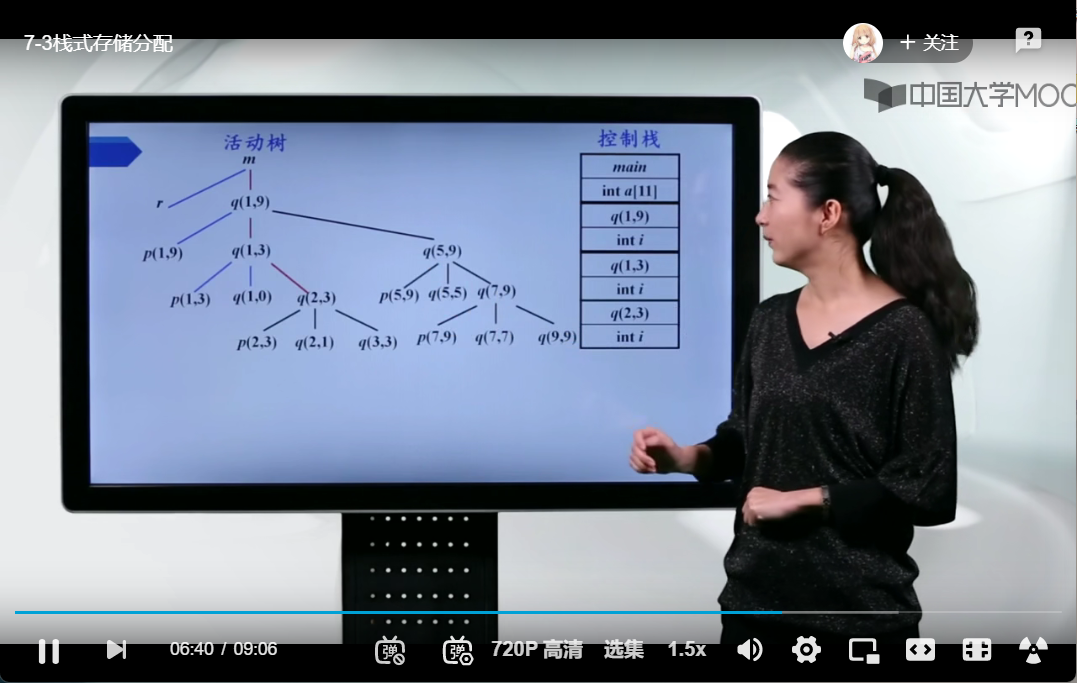 7-3栈式存储分配
+ 关注
?
中国大学MOO
活动树
控制栈
m
main
int a[11]
r
q(1,9)
q(1,9)
int i
p(1,9)
q(1,3)
q(5,9)
q(1,3)
int i
p(1,3)
q(1,0)
q(2,3)
p(5,9)
q(5,5)
q(7,9)
q(2,3)
int i
p(2,3)
q(2,1)
q(3,3)
p(7,9)
q(7,7)
q(9,9)
06:40 / 09:06
弹
弹
720P 高清
选集
1.5x